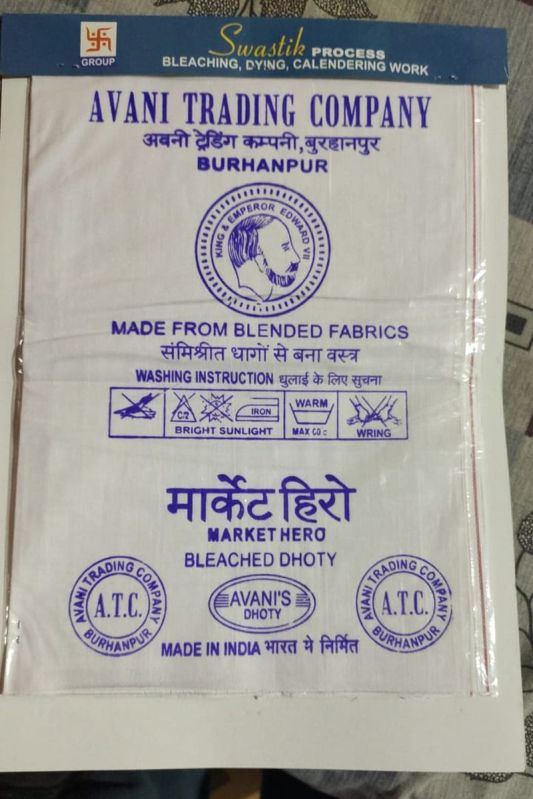 Swastik PROCESS
GROUP
BLEACHING, DYING, CALENDERING WORK
AVANI TRADING COMPANY
अवनी ट्रेडिंग कम्पनी,बुरहानपुर
BURHANPUR
KING & EMPEROR EDWARD VII
MADE FROM BLENDED FABRICS
संमिश्रीत धागों से बना वस्त्र
WASHING INSTRUCTION धुलाई के लिए सुचना
C/2 IRON WARM
BRIGHT SUNLIGHT MAX 60 c WRING
मार्केट हिरो
MARKET HERO
BLEACHED DHOTY
AVANI TRADING COMPANY
A.T.C.
BURHANPUR
AVANI'S
DHOTY
AVANI TRADING COMPANY
A.T.C.
BURHANPUR
MADE IN INDIA भारत मे निर्मित